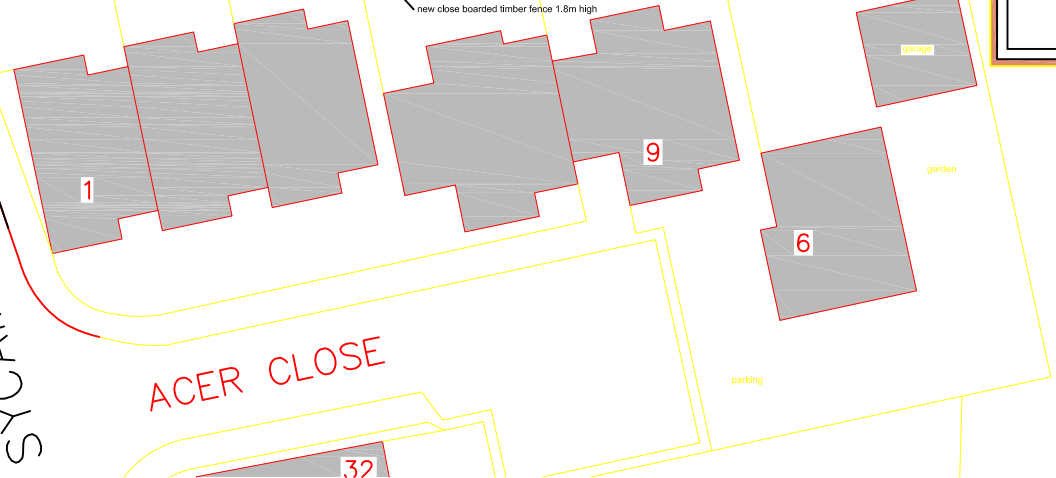 new close boarded timber fence 1.8m high
garage
9
garden
1
6
ACER CLOSE
parking
32